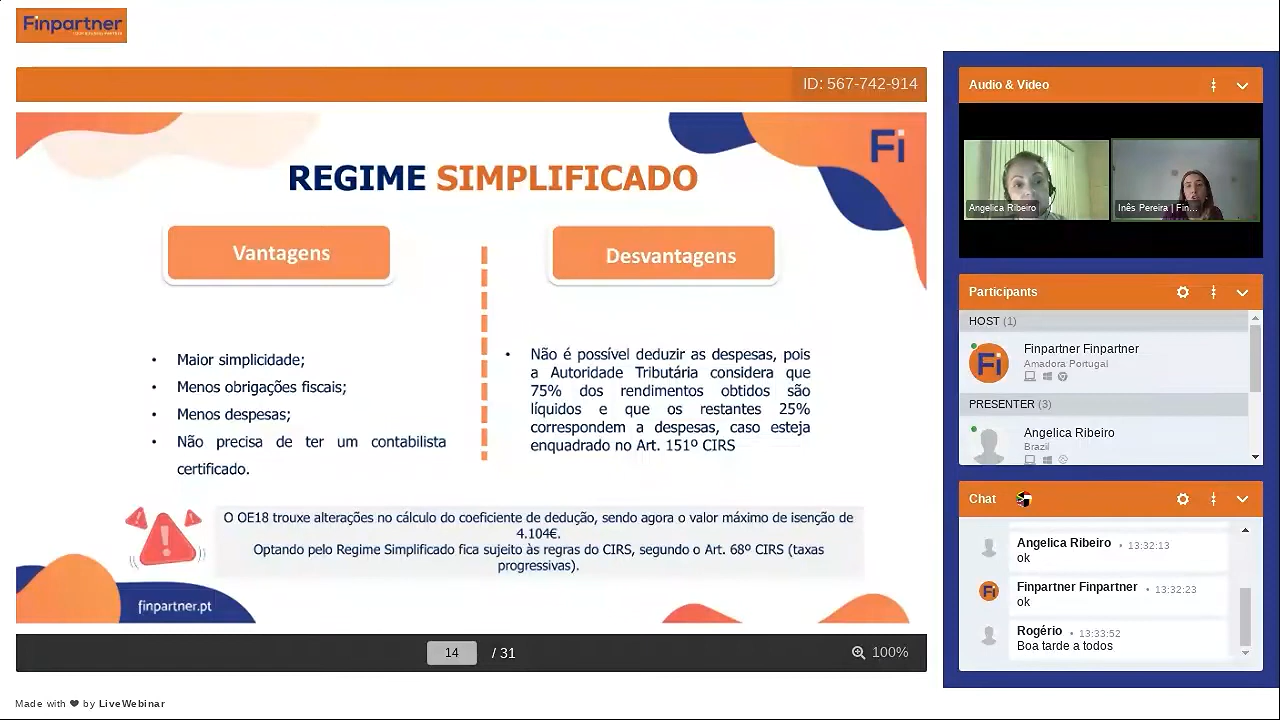 Finpartner
ID: 567-742-914
Fi
REGIME SIMPLIFICADO
Vantagens
Desvantagens
• Maior simplicidade;
• Menos obrigações fiscais;
• Menos despesas;
• Não precisa de ter um contabilista
certificado.
• Não é possível deduzir as despesas, pois
a Autoridade Tributária considera que
75% dos rendimentos obtidos são
líquidos e que os restantes 25%
correspondem a despesas, caso esteja
enquadrado no Art. 151º CIRS
O OE18 trouxe alterações no cálculo do coeficiente de dedução, sendo agora o valor máximo de isenção de
4.104€.
Optando pelo Regime Simplificado fica sujeito às regras do CIRS, segundo o Art. 68º CIRS (taxas
progressivas).
finpartner.pt
14 / 31
100%
Made with ❤ by LiveWebinar
Audio & Video
Angelica Ribeiro
Inês Pereira | Fin...
Participants
HOST (1)
Fi
Finpartner Finpartner
Amadora Portugal
PRESENTER (3)
Angelica Ribeiro
Brazil
Chat
Angelica Ribeiro • 13:32:13
ok
Fi
Finpartner Finpartner • 13:32:23
ok
Rogério • 13:33:52
Boa tarde a todos